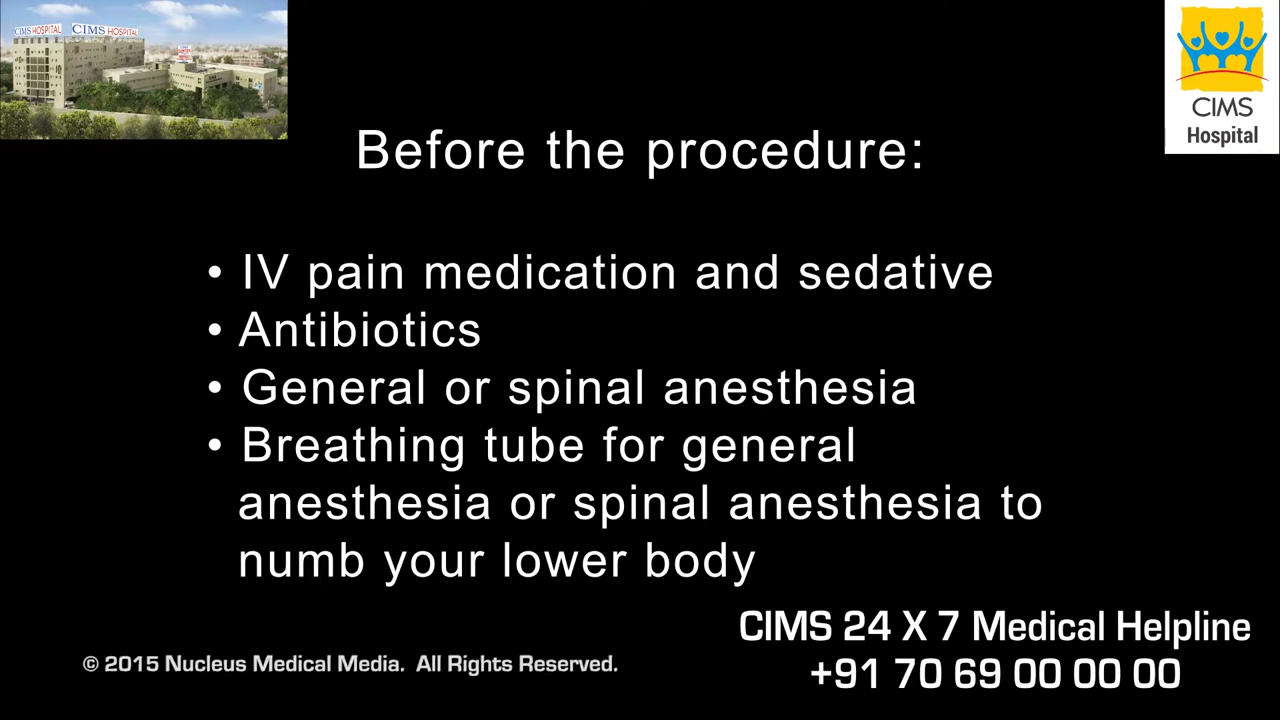 CIMS HOSPITAL CIMS HOSPITAL
CIMS
Hospital
Before the procedure:
• IV pain medication and sedative
• Antibiotics
• General or spinal anesthesia
• Breathing tube for general
anesthesia or spinal anesthesia to
numb your lower body
CIMS 24 X 7 Medical Helpline
+91 70 69 00 00 00
© 2015 Nucleus Medical Media. All Rights Reserved.